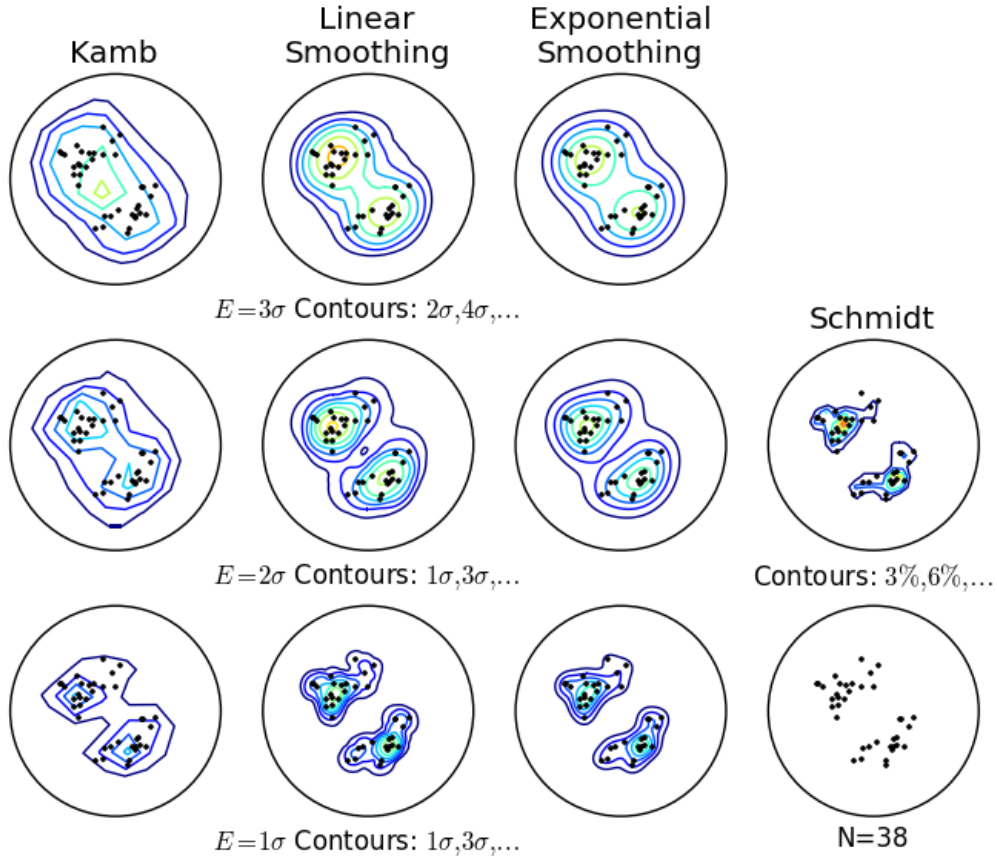 Kamb
Linear
Smoothing
Exponential
Smoothing
E=3σ Contours: 2σ,4σ,...
Schmidt
E=2σ Contours: 1σ,3σ,...
Contours: 3%,6%,...
E=1σ Contours: 1σ,3σ,...
N=38